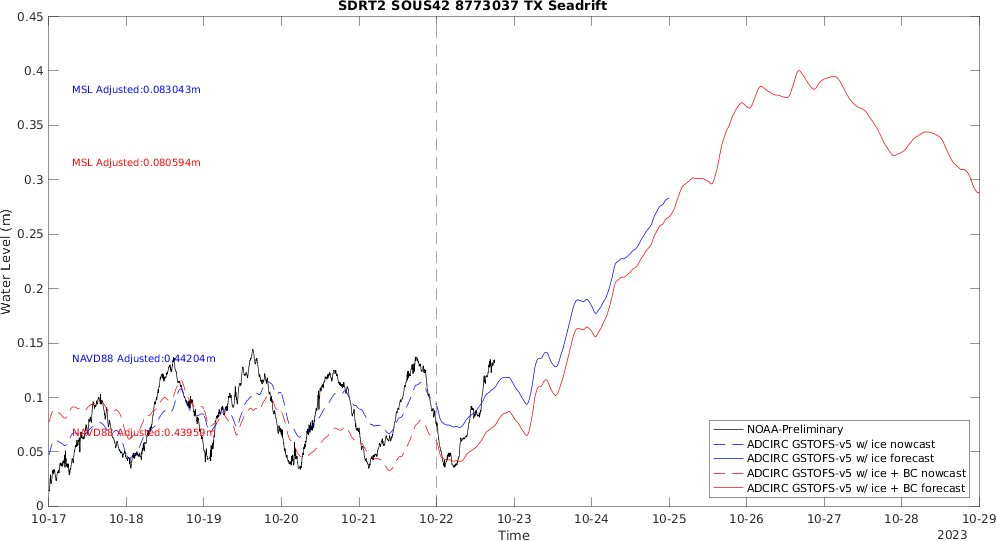 SDRT2 SOUS42 8773037 TX Seadrift
0.45
0.4
0.35
0.3
0.25
0.2
0.15
0.1
0.05
0
Water Level (m)
MSL Adjusted:0.083043m
MSL Adjusted:0.080594m
NAVD88 Adjusted:0.44204m
NAVD88 Adjusted:0.43959m
NOAA-Preliminary
ADCIRC GSTOFS-v5 w/ ice nowcast
ADCIRC GSTOFS-v5 w/ ice forecast
ADCIRC GSTOFS-v5 w/ ice + BC nowcast
ADCIRC GSTOFS-v5 w/ ice + BC forecast
10-17 10-18 10-19 10-20 10-21 10-22 10-23 10-24 10-25 10-26 10-27 10-28 10-29
Time
2023